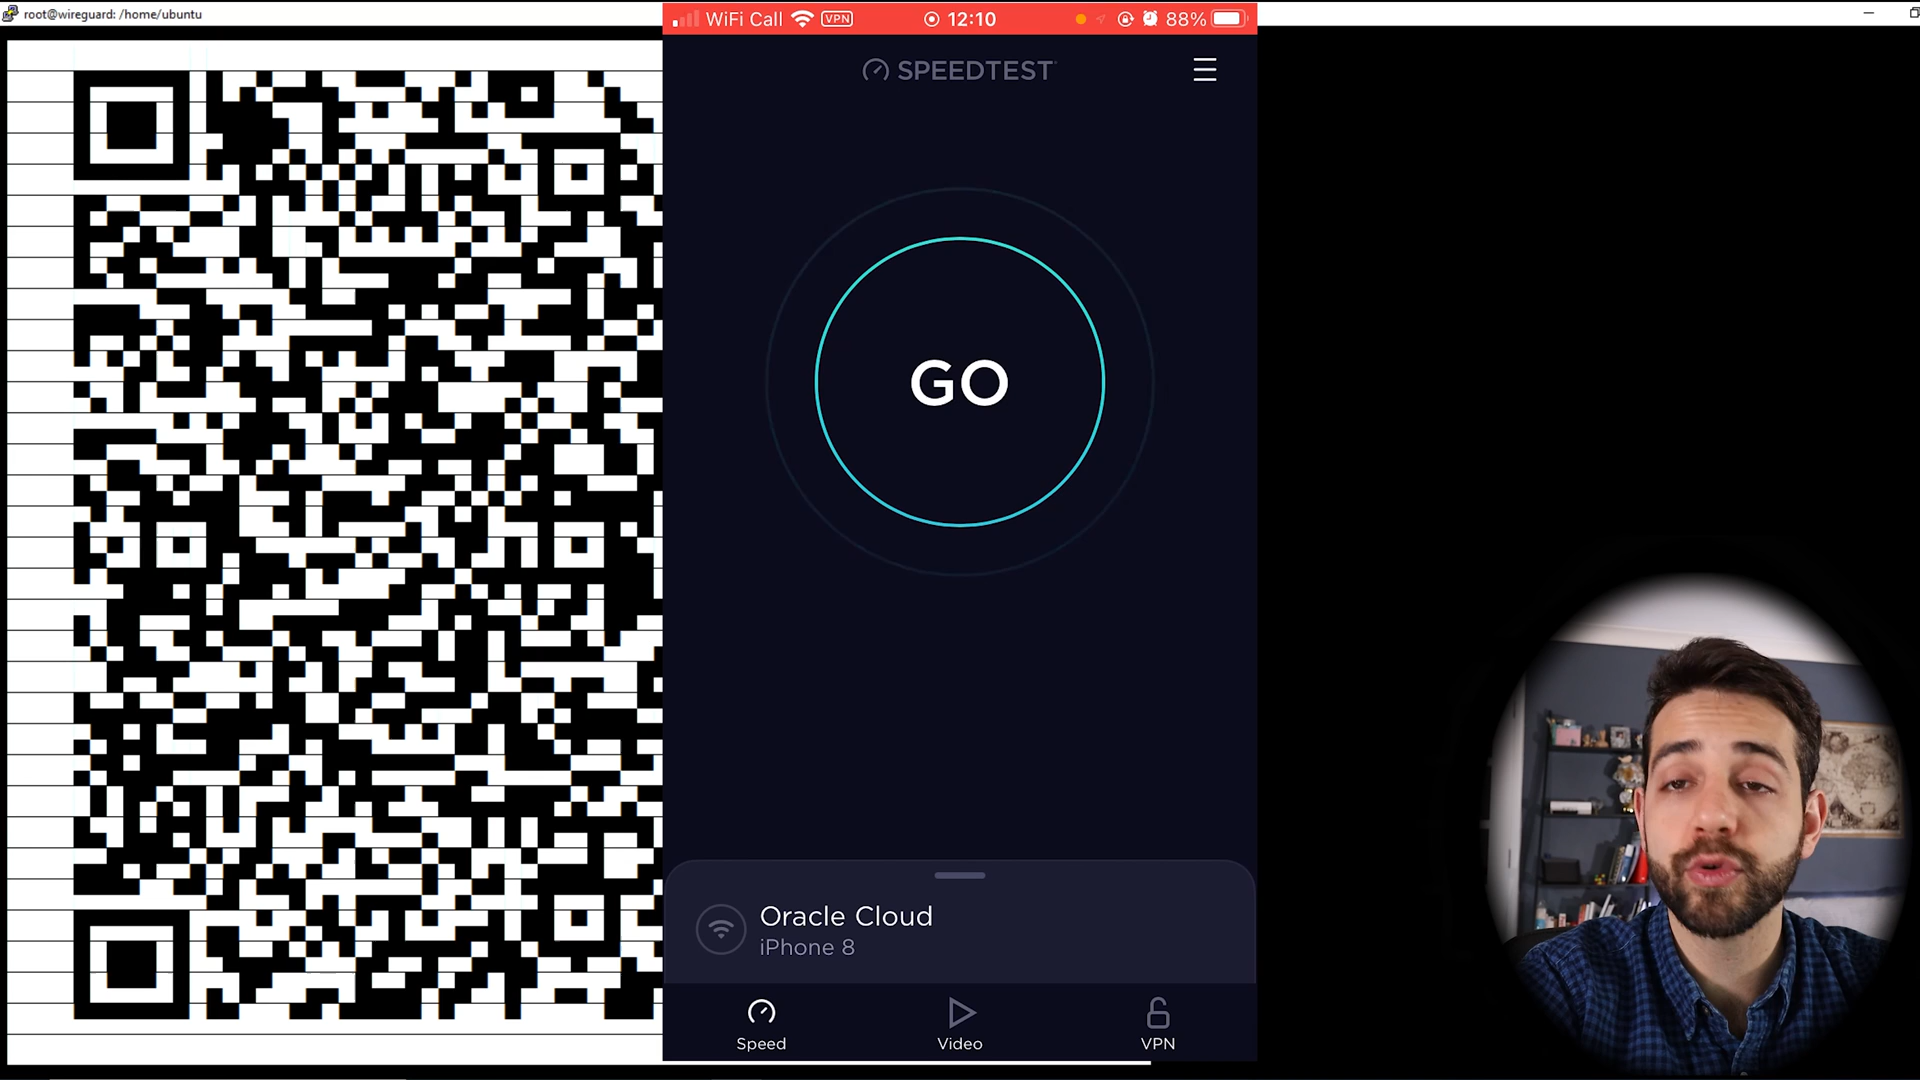 root@wireguard: /home/ubuntu
WiFi Call VPN 12:10 88%
SPEEDTEST
GO
Oracle Cloud
iPhone 8
Speed Video VPN